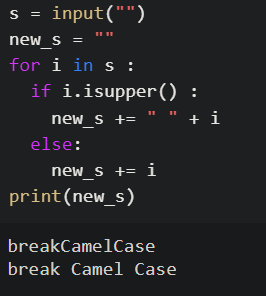 s = input("")
new_s = ""
for i in s :
  if i.isupper() :
    new_s += " " + i
  else:
    new_s += i
print(new_s)
breakCamelCase
break Camel Case